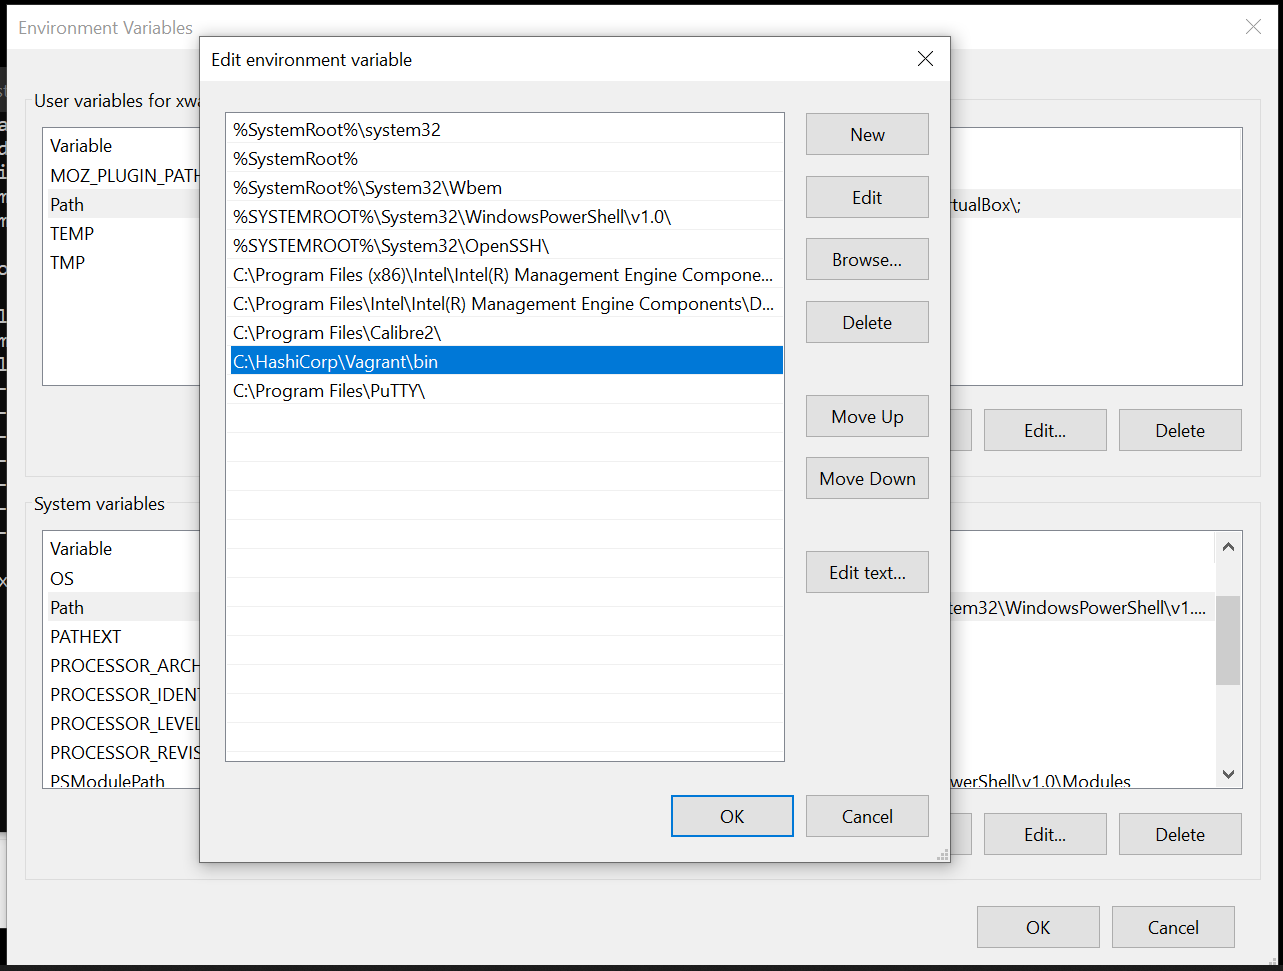 Environment Variables
Edit environment variable
User variables for xwa
Variable
MOZ_PLUGIN_PATH
Path
rtualBox\;
TEMP
TMP
%SystemRoot%\system32
%SystemRoot%
%SystemRoot%\System32\Wbem
%SYSTEMROOT%\System32\WindowsPowerShell\v1.0\
%SYSTEMROOT%\System32\OpenSSH\
C:\Program Files (x86)\Intel\Intel(R) Management Engine Compone...
C:\Program Files\Intel\Intel(R) Management Engine Components\D...
C:\Program Files\Calibre2\
C:\HashiCorp\Vagrant\bin
C:\Program Files\PuTTY\
New
Edit
Browse...
Delete
Move Up
Move Down
Edit text...
OK
Cancel
Edit...
Delete
System variables
Variable
OS
Path
tem32\WindowsPowerShell\v1....
PATHEXT
PROCESSOR_ARCH
PROCESSOR_IDENT
PROCESSOR_LEVEL
PROCESSOR_REVIS
PSModulePath
werShell\v1.0\Modules
Edit...
Delete
OK
Cancel